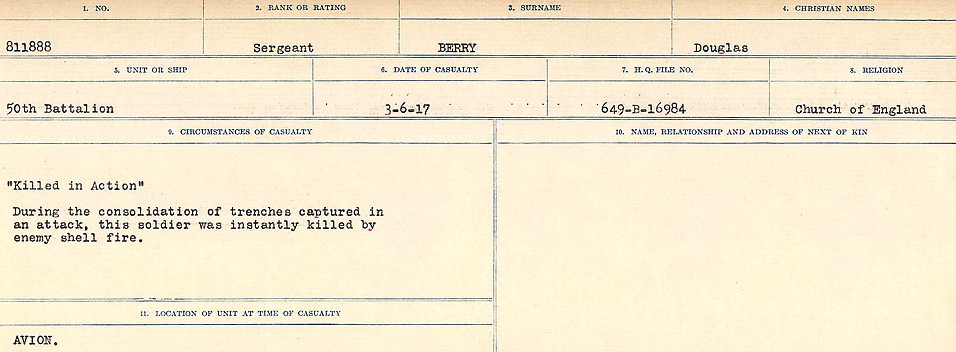 1. NO. 2. RANK OR RATING 3. SURNAME 4. CHRISTIAN NAMES
811888 Sergeant BERRY Douglas
5. UNIT OR SHIP 6. DATE OF CASUALTY 7. H.Q. FILE NO. 8. RELIGION
50th Battalion 3-6-17 649-B-16984 Church of England
9. CIRCUMSTANCES OF CASUALTY
"Killed in Action"
During the consolidation of trenches captured in
an attack, this soldier was instantly killed by
enemy shell fire.
10. NAME, RELATIONSHIP AND ADDRESS OF NEXT OF KIN
11. LOCATION OF UNIT AT TIME OF CASUALTY
AVION.